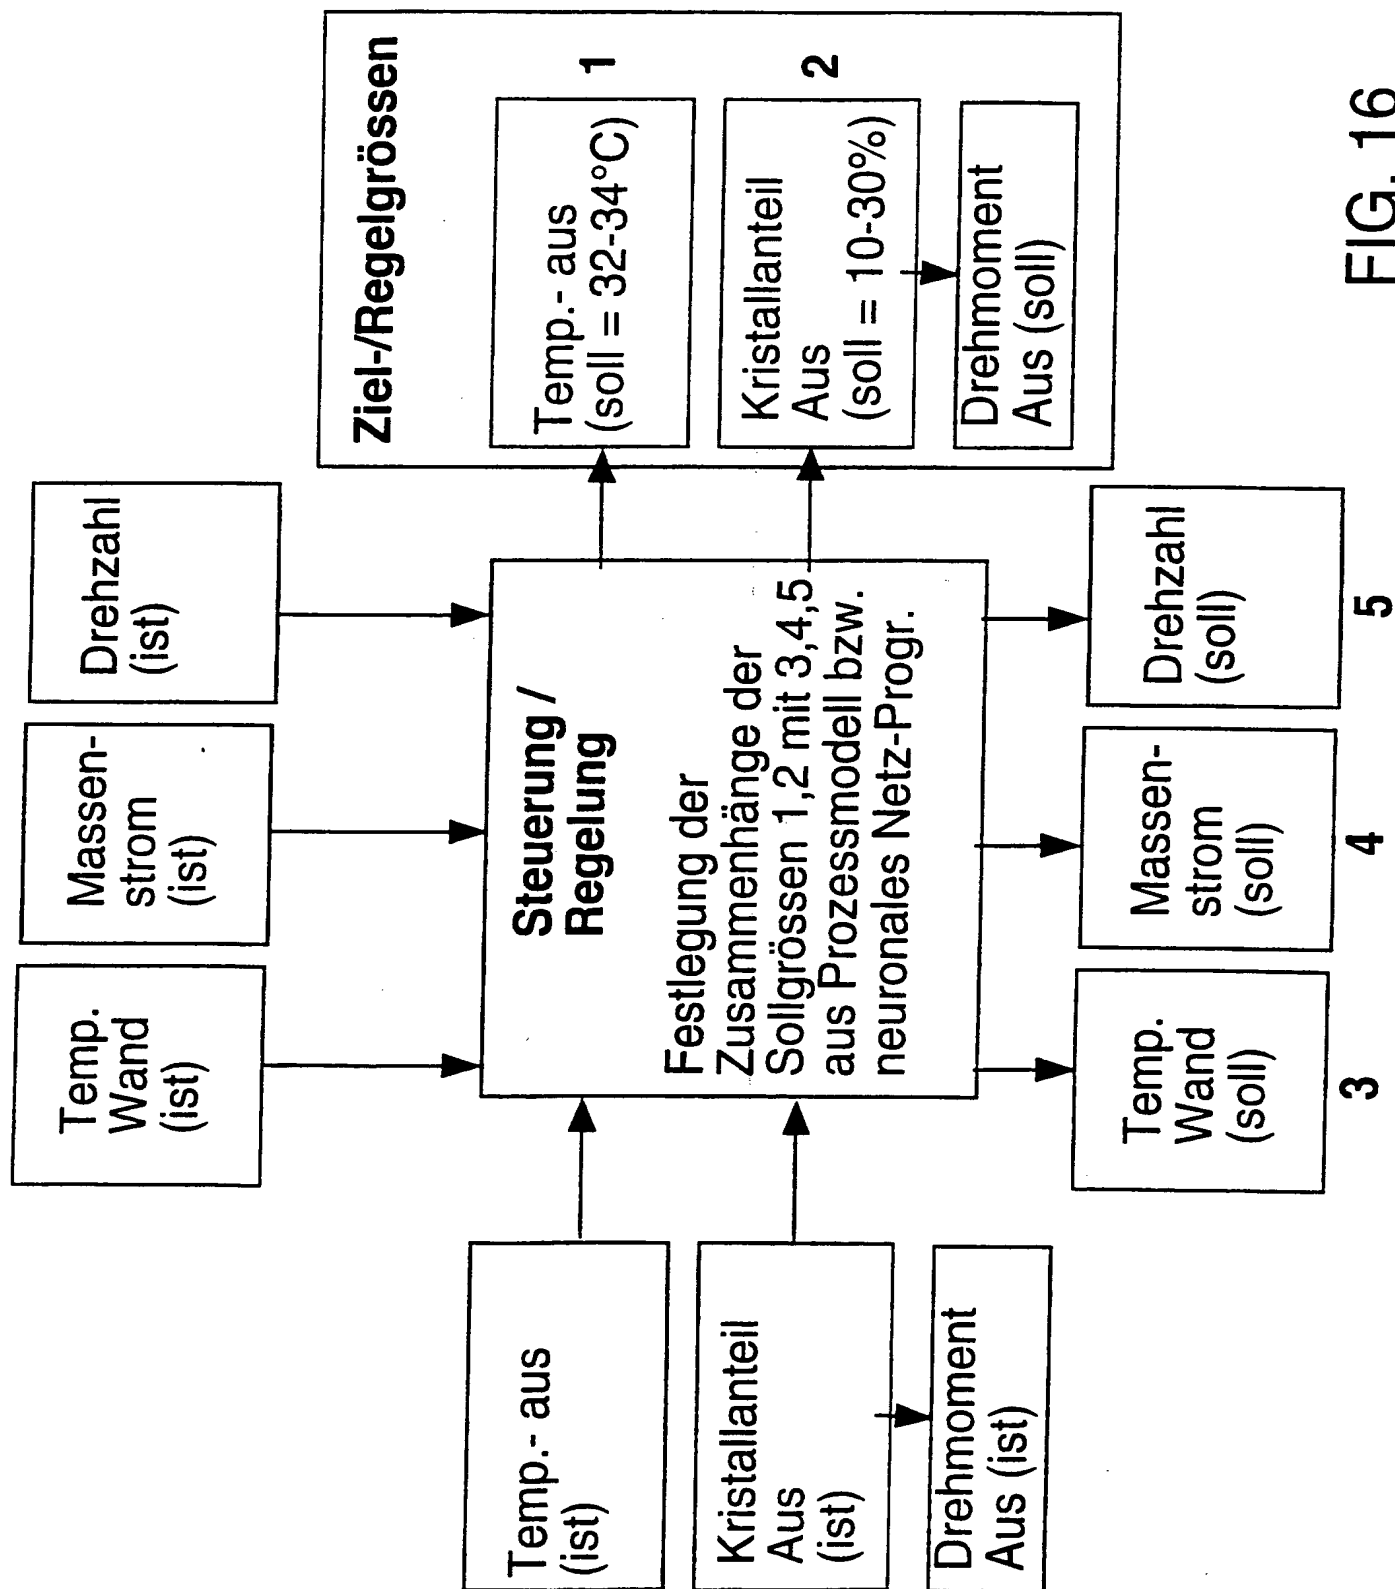 Temp.
Wand
(ist)
Massen-
strom
(ist)
Drehzahl
(ist)
Temp.- aus
(ist)
Kristallanteil
Aus
(ist)
Drehmoment
Aus (ist)
Steuerung /
Regelung
Festlegung der
Zusammenhänge der
Sollgrössen 1,2 mit 3,4,5
aus Prozessmodell bzw.
neuronales Netz-Progr.
Ziel-/Regelgrössen
Temp.- aus
(soll = 32-34°C)
1
Kristallanteil
Aus
(soll = 10-30%)
2
Drehmoment
Aus (soll)
Temp.
Wand
(soll)
3
Massen-
strom
(soll)
4
Drehzahl
(soll)
5
FIG. 16